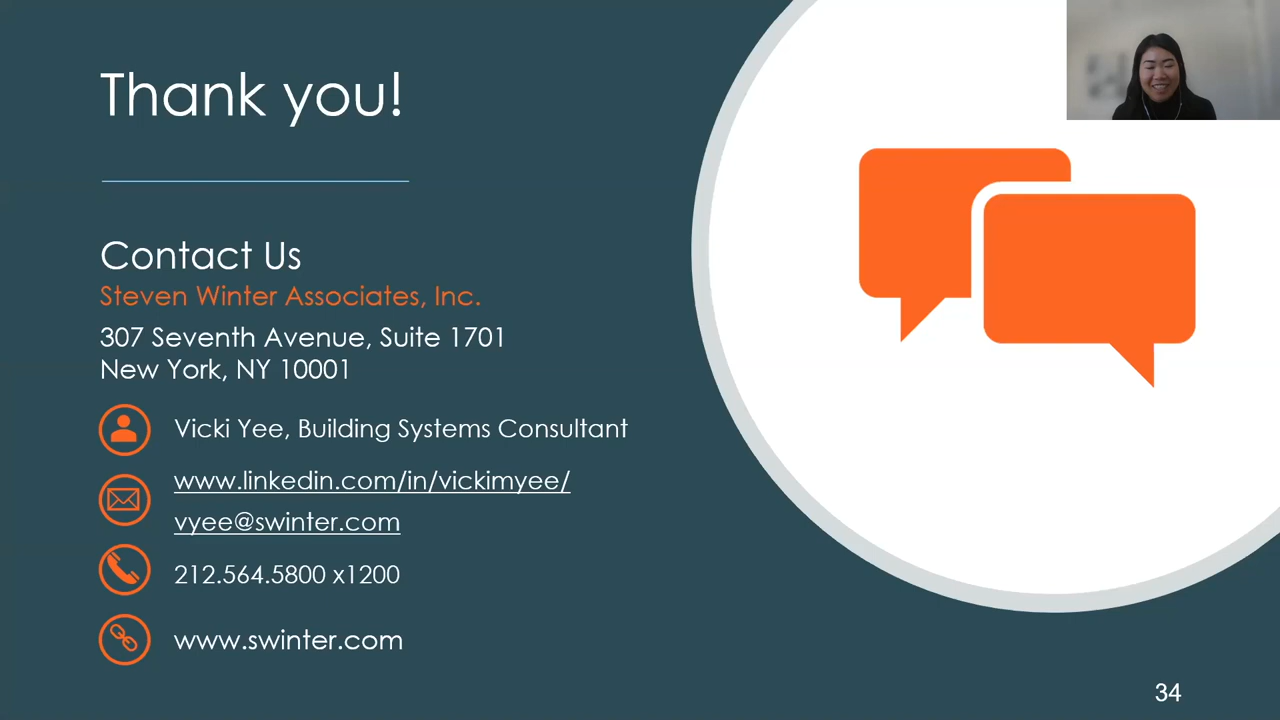 Thank you!
Contact Us
Steven Winter Associates, Inc.
307 Seventh Avenue, Suite 1701
New York, NY 10001
Vicki Yee, Building Systems Consultant
www.linkedin.com/in/vickimyee/
vyee@swinter.com
212.564.5800 x1200
www.swinter.com
34